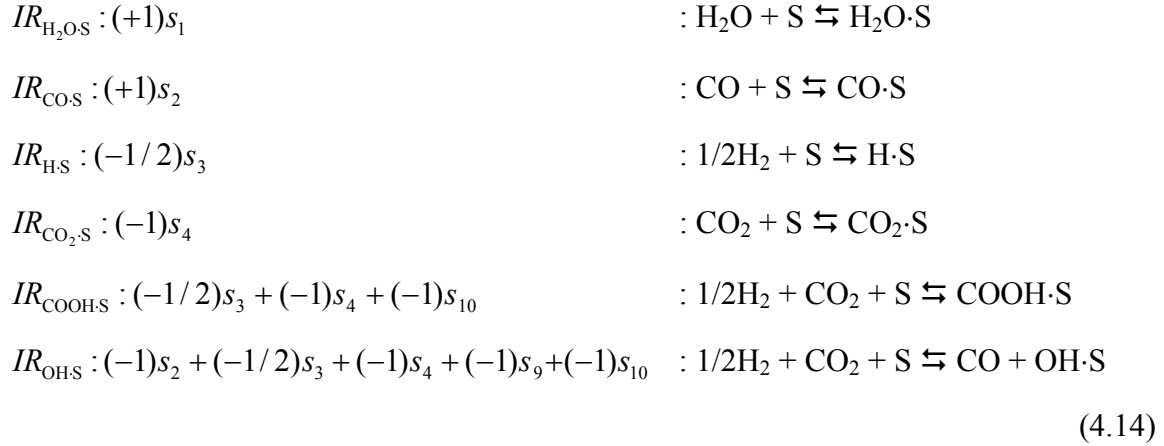 IR_{H₂O·S} : (+1)s₁ : H₂O + S ⇆ H₂O·S
IR_{CO·S} : (+1)s₂ : CO + S ⇆ CO·S
IR_{H·S} : (−1/2)s₃ : 1/2H₂ + S ⇆ H·S
IR_{CO₂·S} : (−1)s₄ : CO₂ + S ⇆ CO₂·S
IR_{COOH·S} : (−1/2)s₃ + (−1)s₄ + (−1)s₁₀ : 1/2H₂ + CO₂ + S ⇆ COOH·S
IR_{OH·S} : (−1)s₂ + (−1/2)s₃ + (−1)s₄ + (−1)s₉+(−1)s₁₀ : 1/2H₂ + CO₂ + S ⇆ CO + OH·S
(4.14)